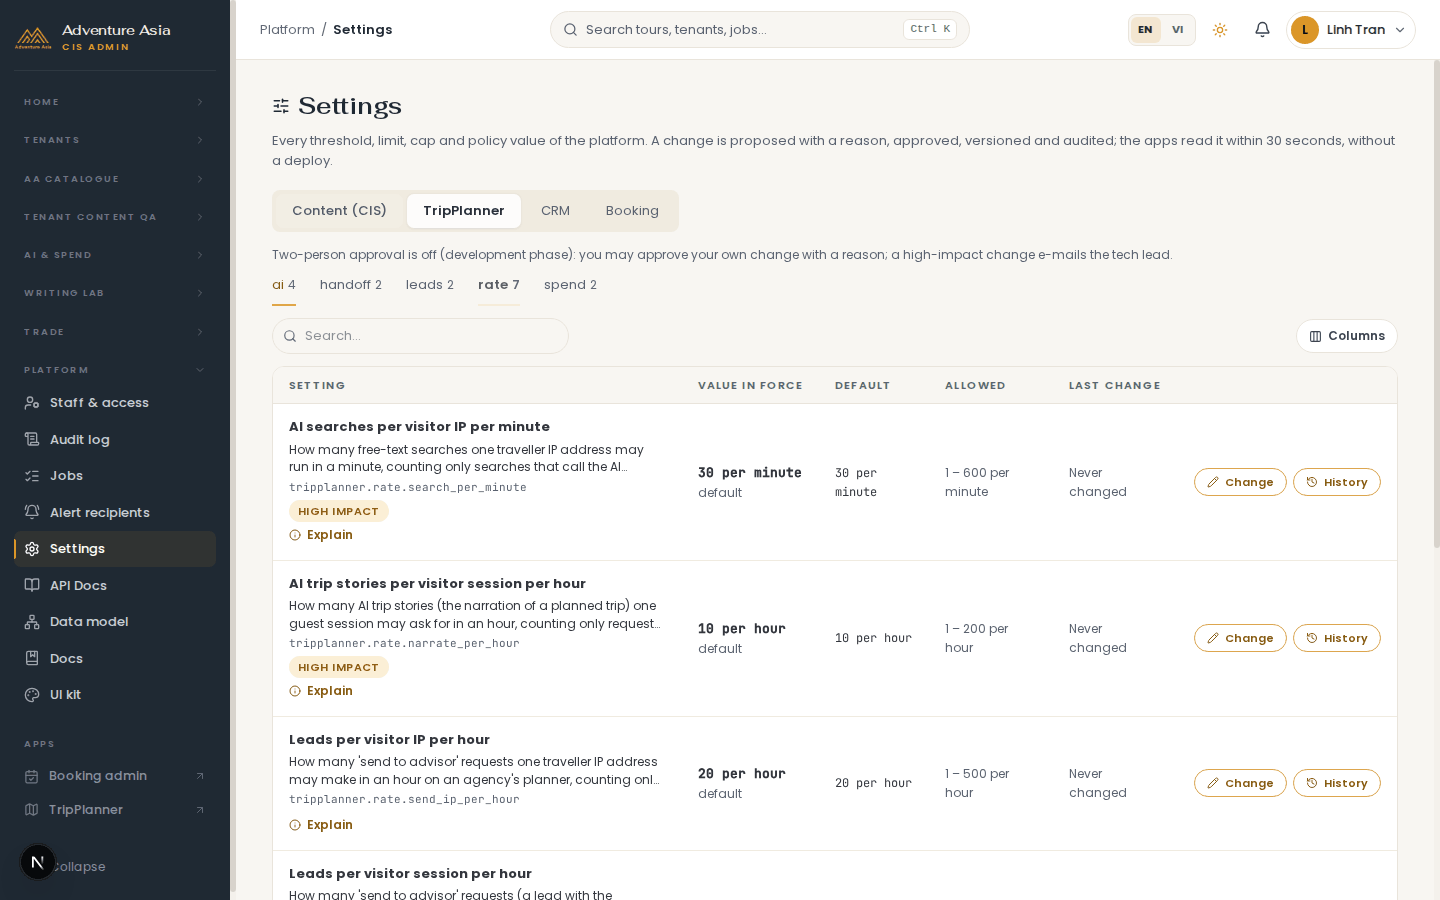 Adventure Asia
CIS ADMIN
Adventure Asia
HOME
TENANTS
AA CATALOGUE
TENANT CONTENT QA
AI & SPEND
WRITING LAB
TRADE
PLATFORM
Staff & access
Audit log
Jobs
Alert recipients
Settings
API Docs
Data model
Docs
UI kit
APPS
Booking admin
TripPlanner
N
Collapse
Platform / Settings
Search tours, tenants, jobs...
Ctrl K
EN VI
L Linh Tran
Settings
Every threshold, limit, cap and policy value of the platform. A change is proposed with a reason, approved, versioned and audited; the apps read it within 30 seconds, without
a deploy.
Content (CIS) TripPlanner CRM Booking
Two-person approval is off (development phase): you may approve your own change with a reason; a high-impact change e-mails the tech lead.
ai 4 handoff 2 leads 2 rate 7 spend 2
Search...
Columns
SETTING VALUE IN FORCE DEFAULT ALLOWED LAST CHANGE
AI searches per visitor IP per minute
How many free-text searches one traveller IP address may
run in a minute, counting only searches that call the AI...
tripplanner.rate.search_per_minute
HIGH IMPACT
Explain
30 per minute
default
30 per
minute
1 – 600 per
minute
Never
changed
Change
History
AI trip stories per visitor session per hour
How many AI trip stories (the narration of a planned trip) one
guest session may ask for in an hour, counting only request...
tripplanner.rate.narrate_per_hour
HIGH IMPACT
Explain
10 per hour
default
10 per hour
1 – 200 per
hour
Never
changed
Change
History
Leads per visitor IP per hour
How many 'send to advisor' requests one traveller IP address
may make in an hour on an agency's planner, counting onl...
tripplanner.rate.send_ip_per_hour
Explain
20 per hour
default
20 per hour
1 – 500 per
hour
Never
changed
Change
History
Leads per visitor session per hour
How many 'send to advisor' requests (a lead with the